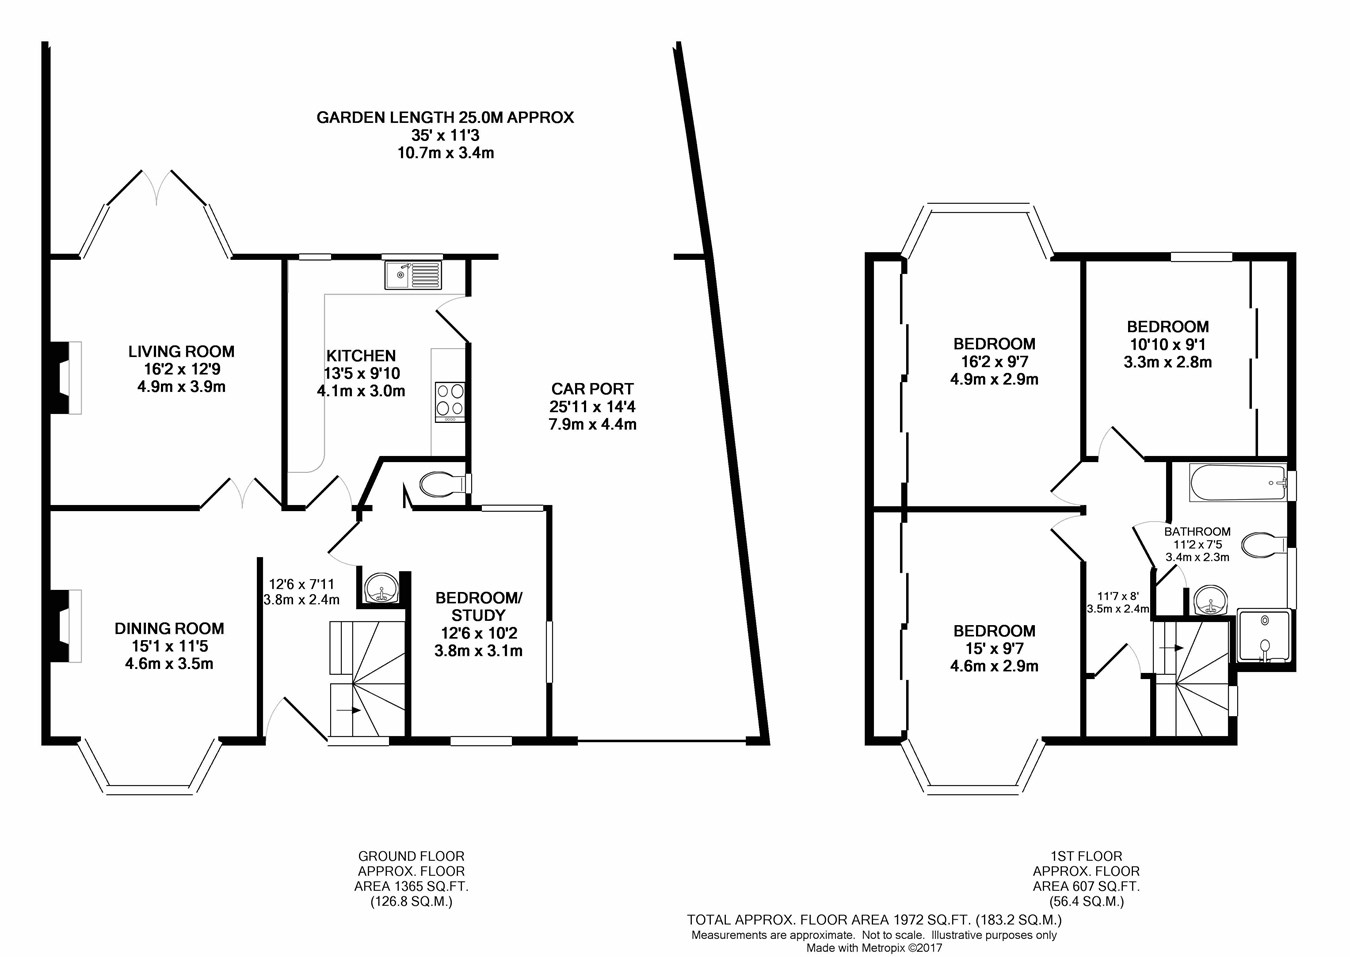 GARDEN LENGTH 25.0M APPROX
35' x 11'3
10.7m x 3.4m
LIVING ROOM
16'2 x 12'9
4.9m x 3.9m
KITCHEN
13'5 x 9'10
4.1m x 3.0m
CAR PORT
25'11 x 14'4
7.9m x 4.4m
DINING ROOM
15'1 x 11'5
4.6m x 3.5m
12'6 x 7'11
3.8m x 2.4m
BEDROOM/
STUDY
12'6 x 10'2
3.8m x 3.1m
BEDROOM
16'2 x 9'7
4.9m x 2.9m
BEDROOM
10'10 x 9'1
3.3m x 2.8m
BATHROOM
11'2 x 7'5
3.4m x 2.3m
11'7 x 8'
3.5m x 2.4m
BEDROOM
15' x 9'7
4.6m x 2.9m
GROUND FLOOR
APPROX. FLOOR
AREA 1365 SQ.FT.
(126.8 SQ.M.)
1ST FLOOR
APPROX. FLOOR
AREA 607 SQ.FT.
(56.4 SQ.M.)
TOTAL APPROX. FLOOR AREA 1972 SQ.FT. (183.2 SQ.M.)
Measurements are approximate. Not to scale. Illustrative purposes only
Made with Metropix ©2017